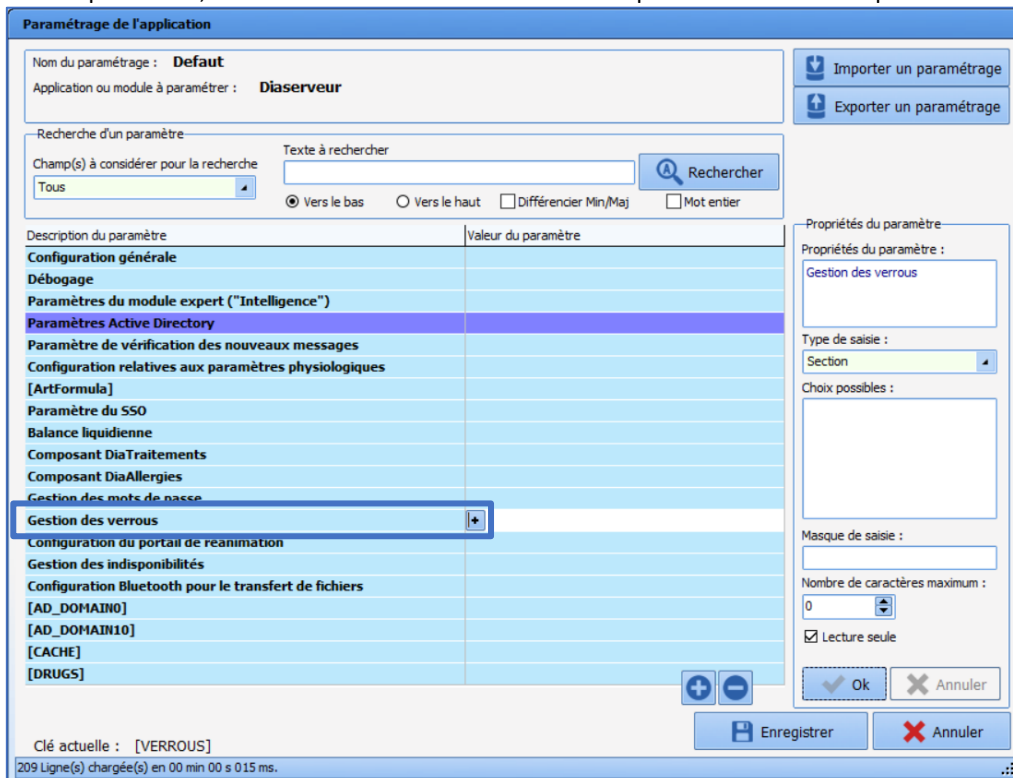 Paramétrage de l'application
Nom du paramétrage : Defaut
Application ou module à paramétrer : Diaserveur
Importer un paramétrage
Exporter un paramétrage
Recherche d'un paramètre
Champ(s) à considérer pour la recherche
Tous
Texte à rechercher
Rechercher
Vers le bas Vers le haut Différencier Min/Maj Mot entier
Description du paramètre Valeur du paramètre
Configuration générale
Débogage
Paramètres du module expert ("Intelligence")
Paramètres Active Directory
Paramètre de vérification des nouveaux messages
Configuration relatives aux paramètres physiologiques
[ArtFormula]
Paramètre du SSO
Balance liquidienne
Composant DiaTraitements
Composant DiaAllergies
Gestion des mots de passe
Gestion des verrous
Configuration du portail de réanimation
Gestion des indisponibilités
Configuration Bluetooth pour le transfert de fichiers
[AD_DOMAIN0]
[AD_DOMAIN10]
[CACHE]
[DRUGS]
Propriétés du paramètre
Propriétés du paramètre :
Gestion des verrous
Type de saisie :
Section
Choix possibles :
Masque de saisie :
Nombre de caractères maximum :
0
Lecture seule
Ok Annuler
Enregistrer Annuler
Clé actuelle : [VERROUS]
209 Ligne(s) chargée(s) en 00 min 00 s 015 ms.